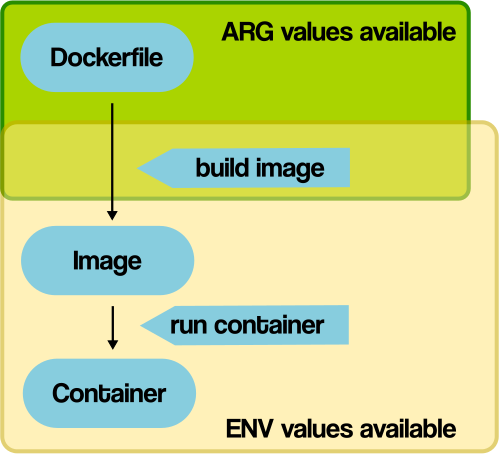 ARG values available
Dockerfile
build image
Image
run container
Container
ENV values available